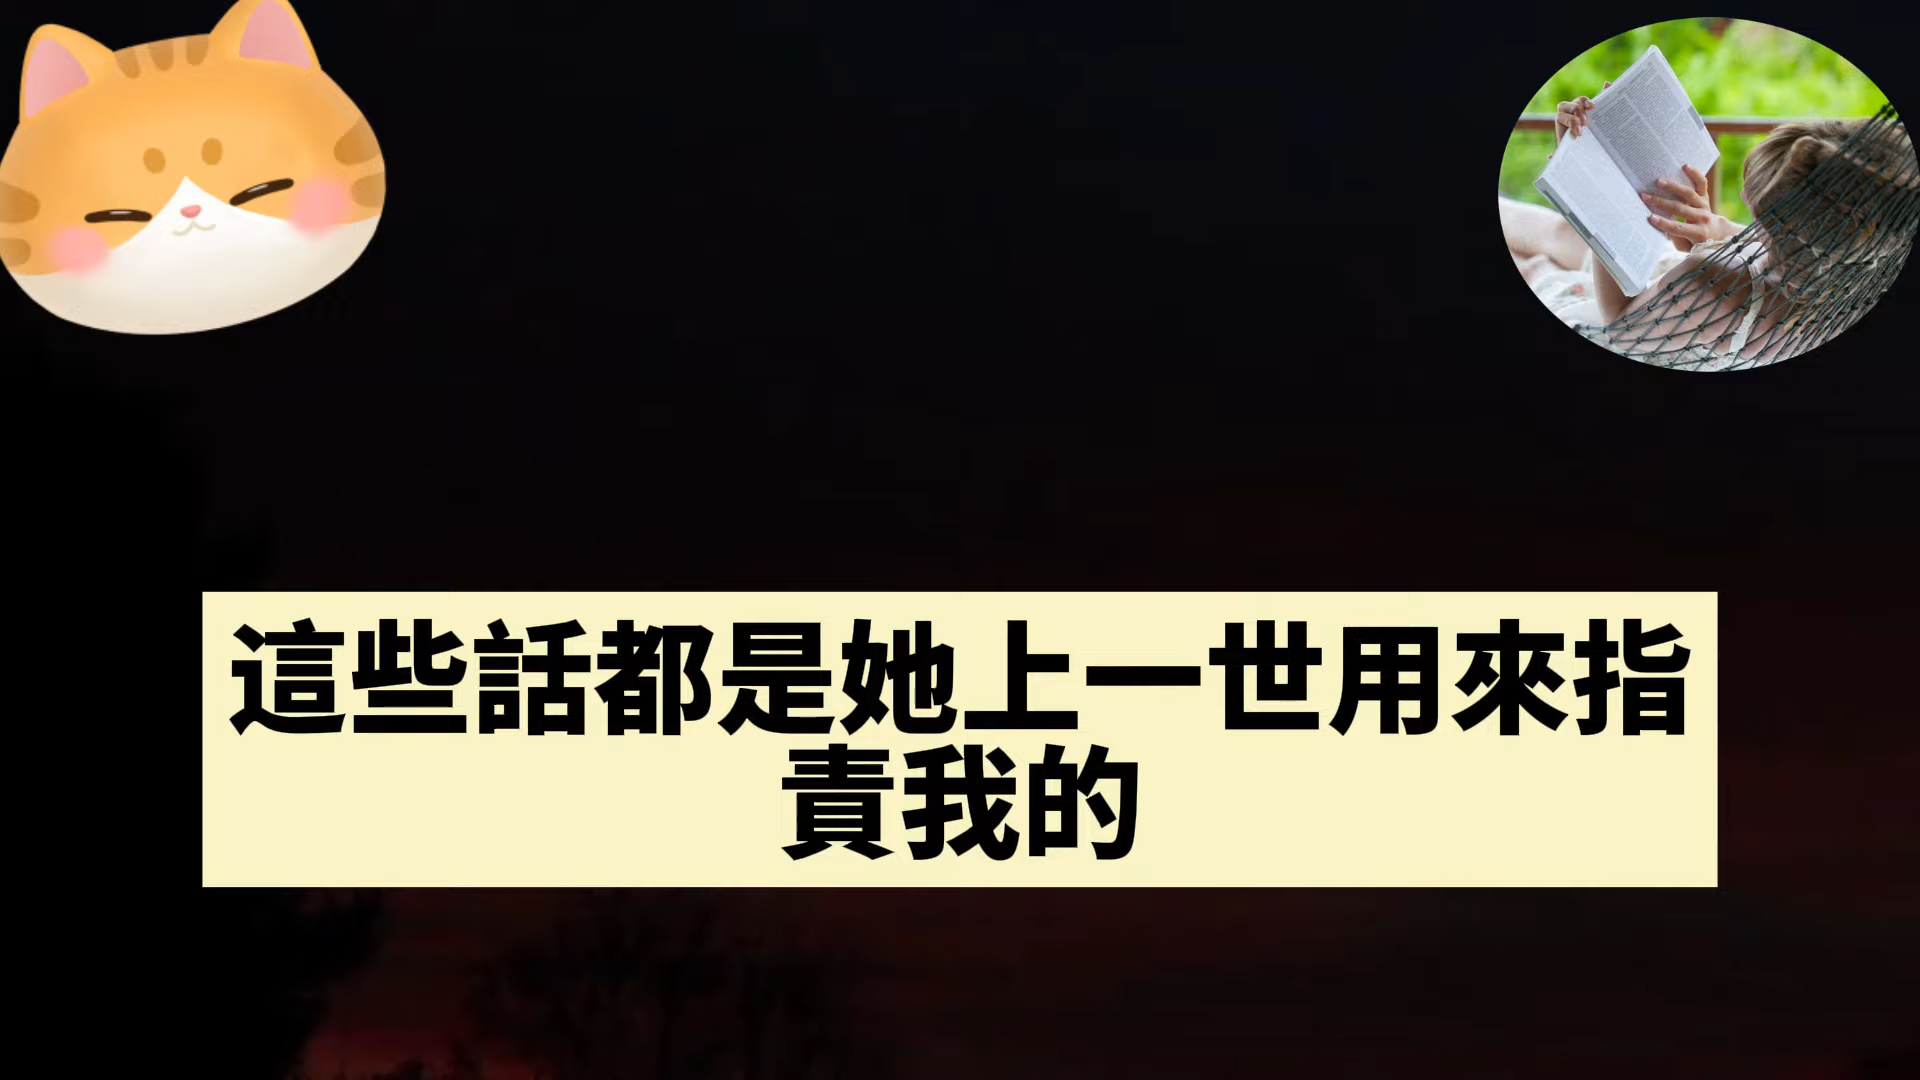 這些話都是她上一世用來指
責我的